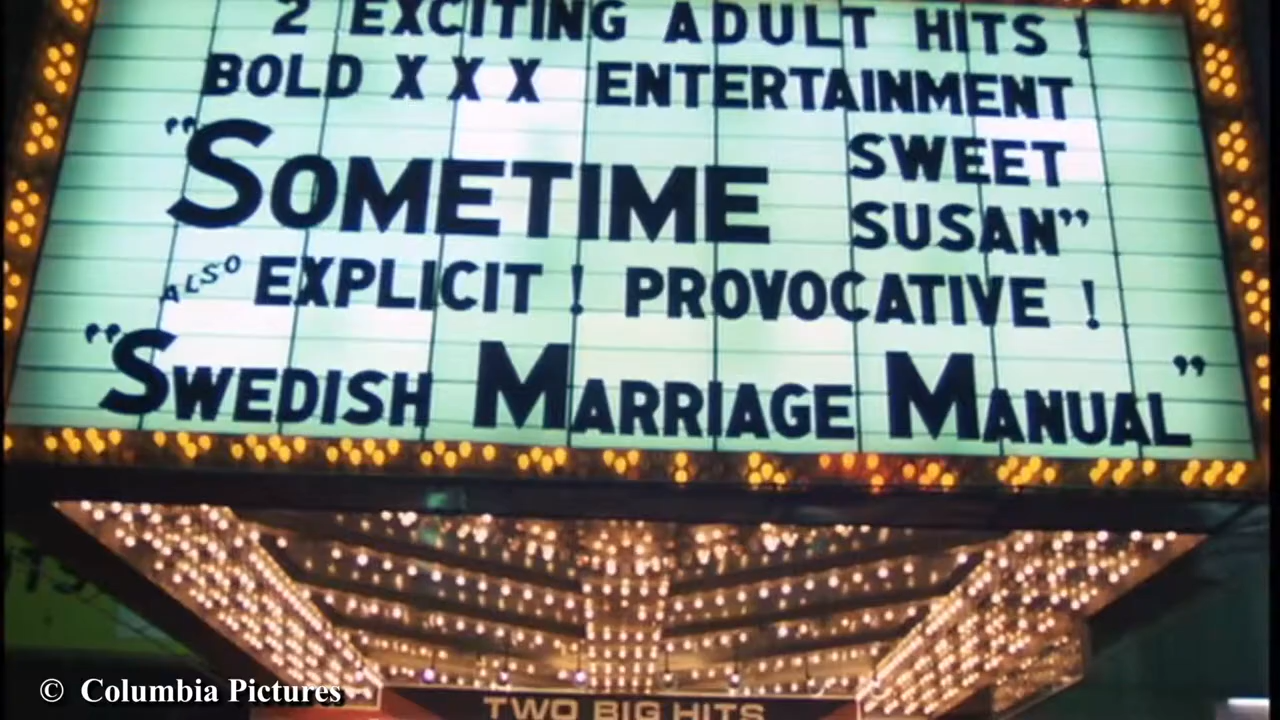 2 EXCITING ADULT HITS !
BOLD XXX ENTERTAINMENT
"SOMETIME SWEET
SUSAN"
ALSO EXPLICIT ! PROVOCATIVE !
"SWEDISH MARRIAGE MANUAL"
TWO BIG HITS
© Columbia Pictures